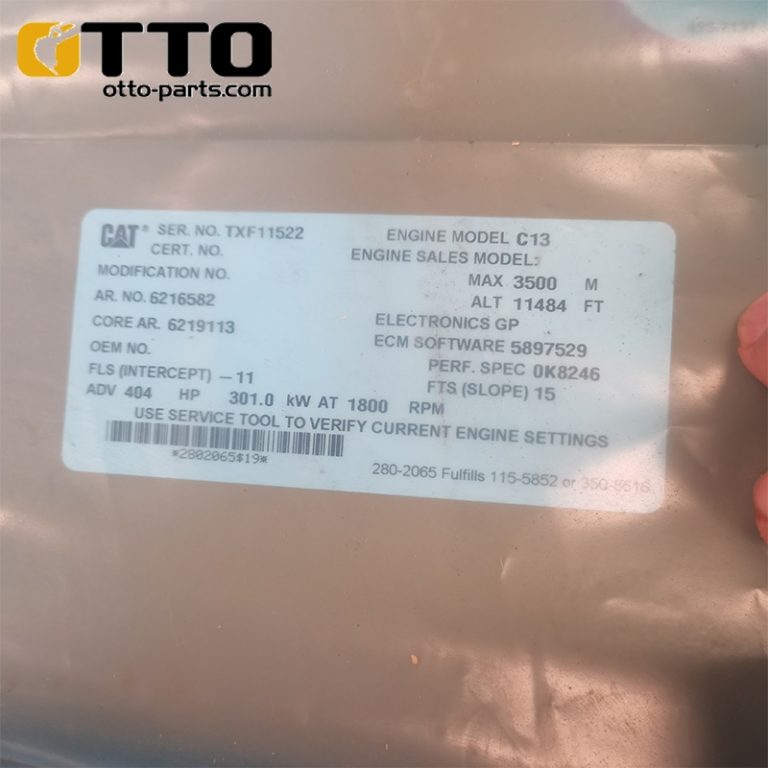 OTTO
otto-parts.com
CAT® SER. NO. TXF11522
CERT. NO.
MODIFICATION NO.
AR. NO. 6216582
CORE AR. 6219113
OEM NO.
FLS (INTERCEPT) -11
ADV 404 HP 301.0 kW AT 1800 RPM
ENGINE MODEL C13
ENGINE SALES MODEL:
MAX 3500 M
ALT 11484 FT
ELECTRONICS GP
ECM SOFTWARE 5897529
PERF. SPEC 0K8246
FTS (SLOPE) 15
USE SERVICE TOOL TO VERIFY CURRENT ENGINE SETTINGS
*2802065$19*
280-2065 Fulfills 115-5852 or 350-8616